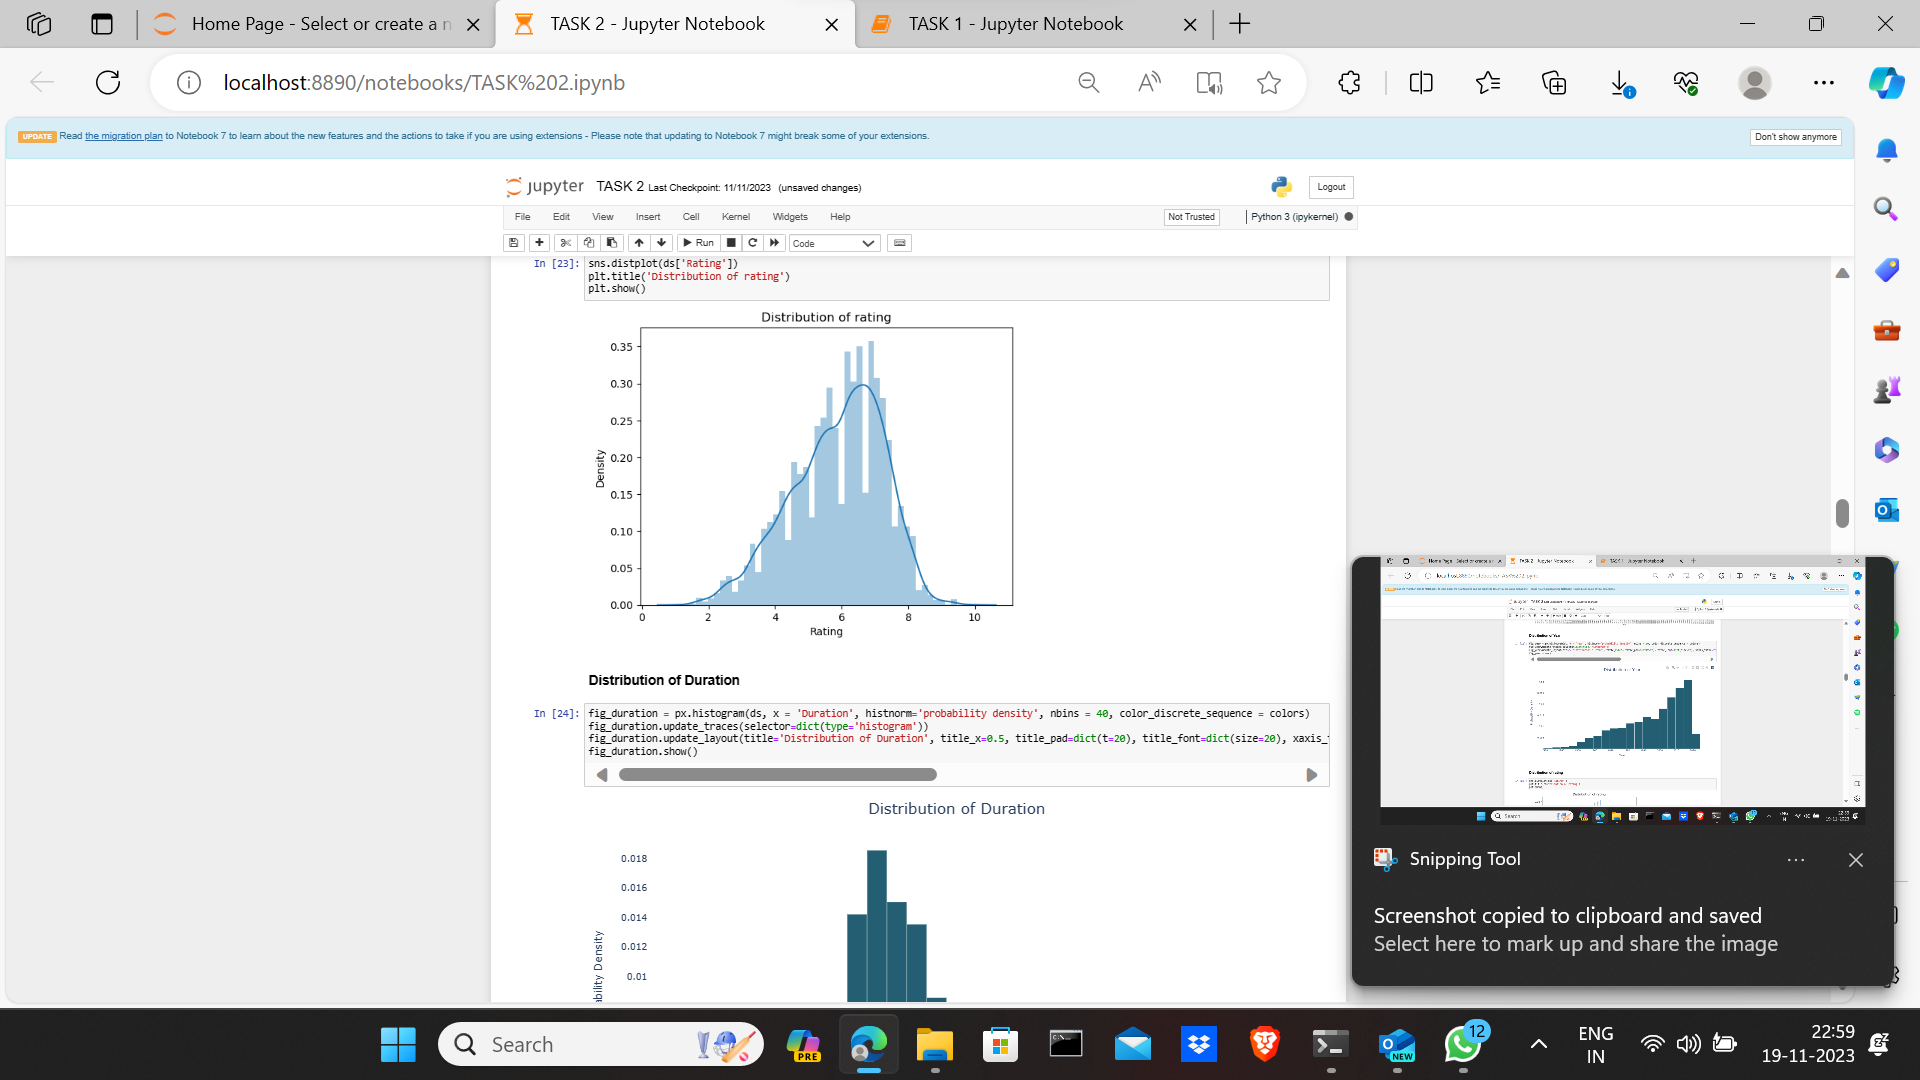 Home Page - Select or create a n
TASK 2 - Jupyter Notebook
TASK 1 - Jupyter Notebook
localhost:8890/notebooks/TASK%202.ipynb
UPDATE Read the migration plan to Notebook 7 to learn about the new features and the actions to take if you are using extensions - Please note that updating to Notebook 7 might break some of your extensions.
Don't show anymore
jupyter TASK 2 Last Checkpoint: 11/11/2023 (unsaved changes)
Logout
File Edit View Insert Cell Kernel Widgets Help
Not Trusted
Python 3 (ipykernel)
Run
Code
In [23]: sns.distplot(ds['Rating'])
plt.title('Distribution of rating')
plt.show()
Distribution of rating
0.35
0.30
0.25
0.20
0.15
0.10
0.05
0.00
Density
0 2 4 6 8 10
Rating
Distribution of Duration
In [24]: fig_duration = px.histogram(ds, x = 'Duration', histnorm='probability density', nbins = 40, color_discrete_sequence = colors)
fig_duration.update_traces(selector=dict(type='histogram'))
fig_duration.update_layout(title='Distribution of Duration', title_x=0.5, title_pad=dict(t=20), title_font=dict(size=20), xaxis_
fig_duration.show()
Distribution of Duration
0.018
0.016
0.014
0.012
0.01
ability Density
Snipping Tool
Screenshot copied to clipboard and saved
Select here to mark up and share the image
Search
PRE
NEW
12
ENG
IN
22:59
19-11-2023